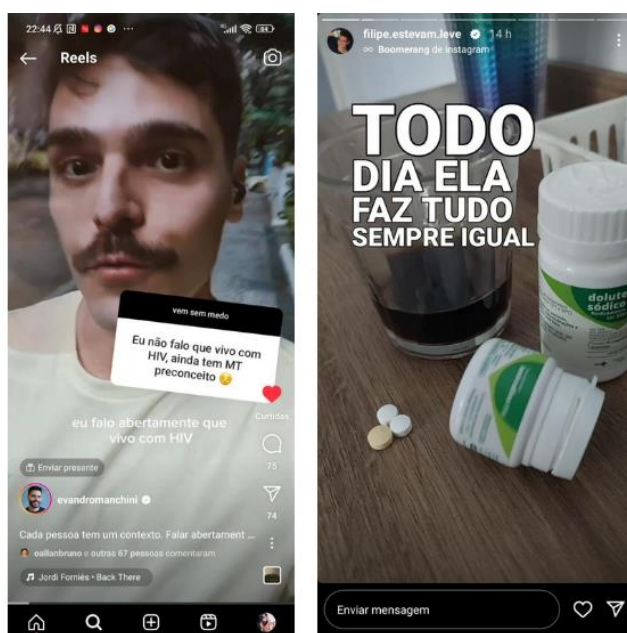 22:44
Reels
vem sem medo
Eu não falo que vivo com
HIV, ainda tem MT
preconceito 😥
eu falo abertamente que
vivo com HIV
Curtidas
75
Enviar presente
evandromanchini
74
Cada pessoa tem um contexto. Falar abertament ...
oallanbruno e outras 67 pessoas comentaram
Jordi Forniés • Back There
filipe.estevam.leve 14 h
∞ Boomerang de instagram
TODO
DIA ELA
FAZ TUDO
SEMPRE IGUAL
dolute
sódico
Enviar mensagem